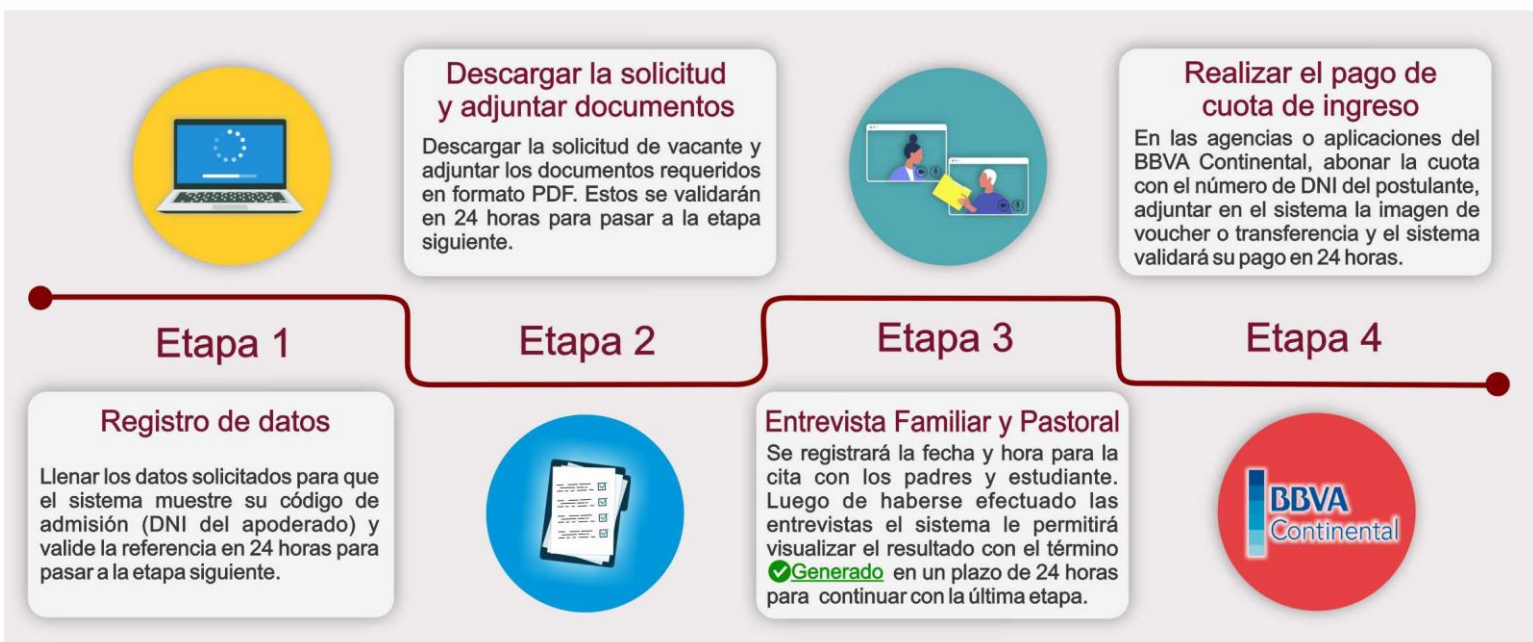 Etapa 1
Registro de datos
Llenar los datos solicitados para que
el sistema muestre su código de
admisión (DNI del apoderado) y
valide la referencia en 24 horas para
pasar a la etapa siguiente.
Descargar la solicitud
y adjuntar documentos
Descargar la solicitud de vacante y
adjuntar los documentos requeridos
en formato PDF. Estos se validarán
en 24 horas para pasar a la etapa
siguiente.
Etapa 2
Etapa 3
Entrevista Familiar y Pastoral
Se registrará la fecha y hora para la
cita con los padres y estudiante.
Luego de haberse efectuado las
entrevistas el sistema le permitirá
visualizar el resultado con el término
Generado en un plazo de 24 horas
para continuar con la última etapa.
Realizar el pago de
cuota de ingreso
En las agencias o aplicaciones del
BBVA Continental, abonar la cuota
con el número de DNI del postulante,
adjuntar en el sistema la imagen de
voucher o transferencia y el sistema
validará su pago en 24 horas.
Etapa 4
BBVA
Continental